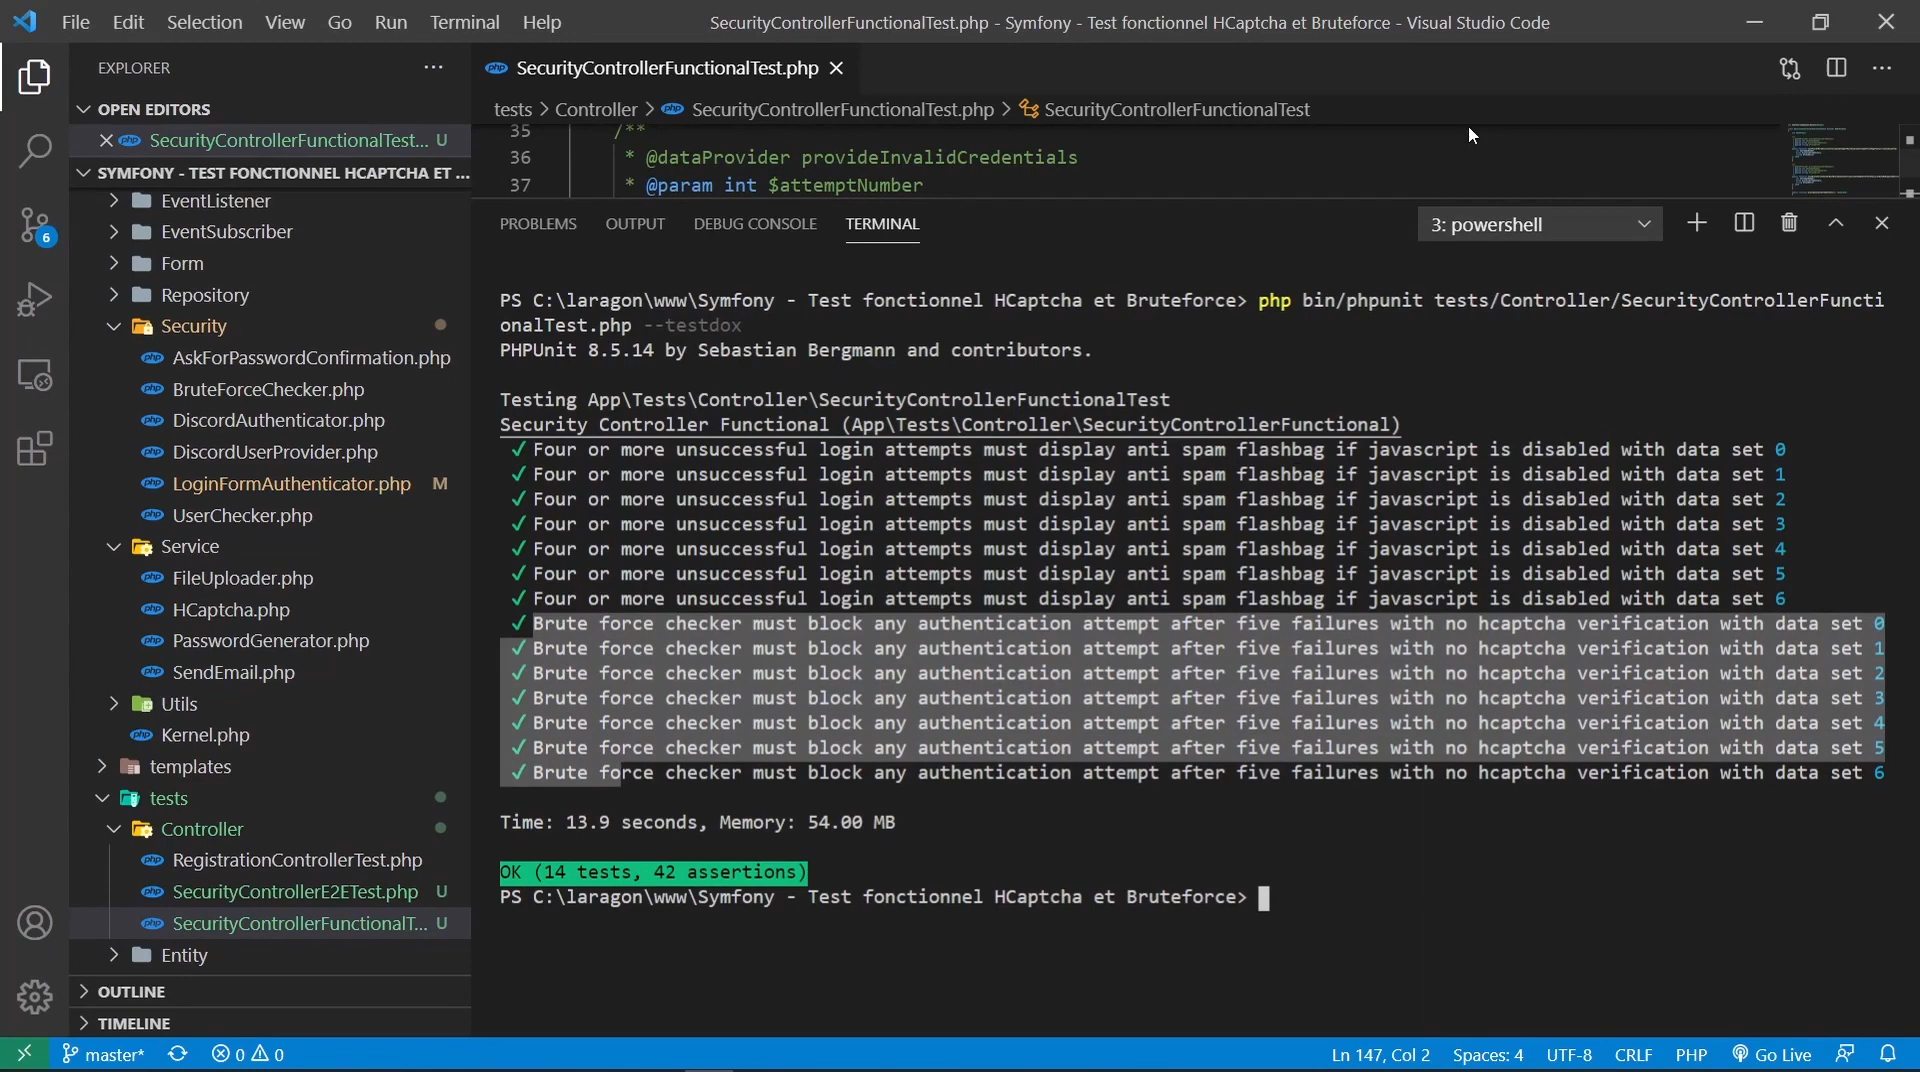 File Edit Selection View Go Run Terminal Help
SecurityControllerFunctionalTest.php - Symfony - Test fonctionnel HCaptcha et Bruteforce - Visual Studio Code
EXPLORER
OPEN EDITORS
SecurityControllerFunctionalTest... U
SYMFONY - TEST FONCTIONNEL HCAPTCHA ET ...
EventListener
EventSubscriber
Form
Repository
Security
AskForPasswordConfirmation.php
BruteForceChecker.php
DiscordAuthenticator.php
DiscordUserProvider.php
LoginFormAuthenticator.php M
UserChecker.php
Service
FileUploader.php
HCaptcha.php
PasswordGenerator.php
SendEmail.php
Utils
Kernel.php
templates
tests
Controller
RegistrationControllerTest.php
SecurityControllerE2ETest.php U
SecurityControllerFunctionalT... U
Entity
OUTLINE
TIMELINE
6
SecurityControllerFunctionalTest.php
tests > Controller > SecurityControllerFunctionalTest.php > SecurityControllerFunctionalTest
35 /**
36 * @dataProvider provideInvalidCredentials
37 * @param int $attemptNumber
PROBLEMS OUTPUT DEBUG CONSOLE TERMINAL 3: powershell
PS C:\laragon\www\Symfony - Test fonctionnel HCaptcha et Bruteforce> php bin/phpunit tests/Controller/SecurityControllerFuncti
onalTest.php --testdox
PHPUnit 8.5.14 by Sebastian Bergmann and contributors.
Testing App\Tests\Controller\SecurityControllerFunctionalTest
Security Controller Functional (App\Tests\Controller\SecurityControllerFunctional)
✓ Four or more unsuccessful login attempts must display anti spam flashbag if javascript is disabled with data set 0
✓ Four or more unsuccessful login attempts must display anti spam flashbag if javascript is disabled with data set 1
✓ Four or more unsuccessful login attempts must display anti spam flashbag if javascript is disabled with data set 2
✓ Four or more unsuccessful login attempts must display anti spam flashbag if javascript is disabled with data set 3
✓ Four or more unsuccessful login attempts must display anti spam flashbag if javascript is disabled with data set 4
✓ Four or more unsuccessful login attempts must display anti spam flashbag if javascript is disabled with data set 5
✓ Four or more unsuccessful login attempts must display anti spam flashbag if javascript is disabled with data set 6
✓ Brute force checker must block any authentication attempt after five failures with no hcaptcha verification with data set 0
✓ Brute force checker must block any authentication attempt after five failures with no hcaptcha verification with data set 1
✓ Brute force checker must block any authentication attempt after five failures with no hcaptcha verification with data set 2
✓ Brute force checker must block any authentication attempt after five failures with no hcaptcha verification with data set 3
✓ Brute force checker must block any authentication attempt after five failures with no hcaptcha verification with data set 4
✓ Brute force checker must block any authentication attempt after five failures with no hcaptcha verification with data set 5
✓ Brute force checker must block any authentication attempt after five failures with no hcaptcha verification with data set 6
Time: 13.9 seconds, Memory: 54.00 MB
OK (14 tests, 42 assertions)
PS C:\laragon\www\Symfony - Test fonctionnel HCaptcha et Bruteforce>
master* 0 0 Ln 147, Col 2 Spaces: 4 UTF-8 CRLF PHP Go Live